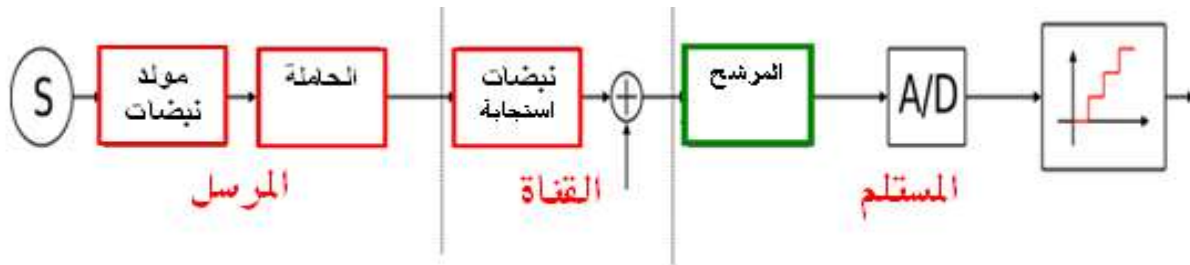 S
مولد
نبضات
الحاملة
نبضات
استجابة
المرشح
A/D
المرسل
القناة
المستلم